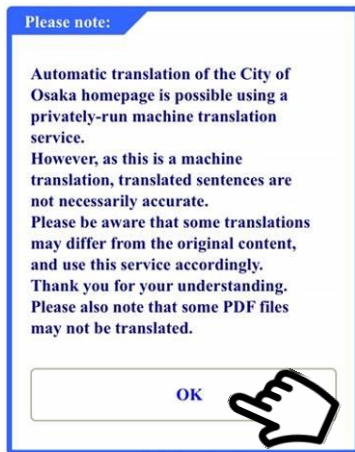 Please note:
Automatic translation of the City of
Osaka homepage is possible using a
privately-run machine translation
service.
However, as this is a machine
translation, translated sentences are
not necessarily accurate.
Please be aware that some translations
may differ from the original content,
and use this service accordingly.
Thank you for your understanding.
Please also note that some PDF files
may not be translated.
OK